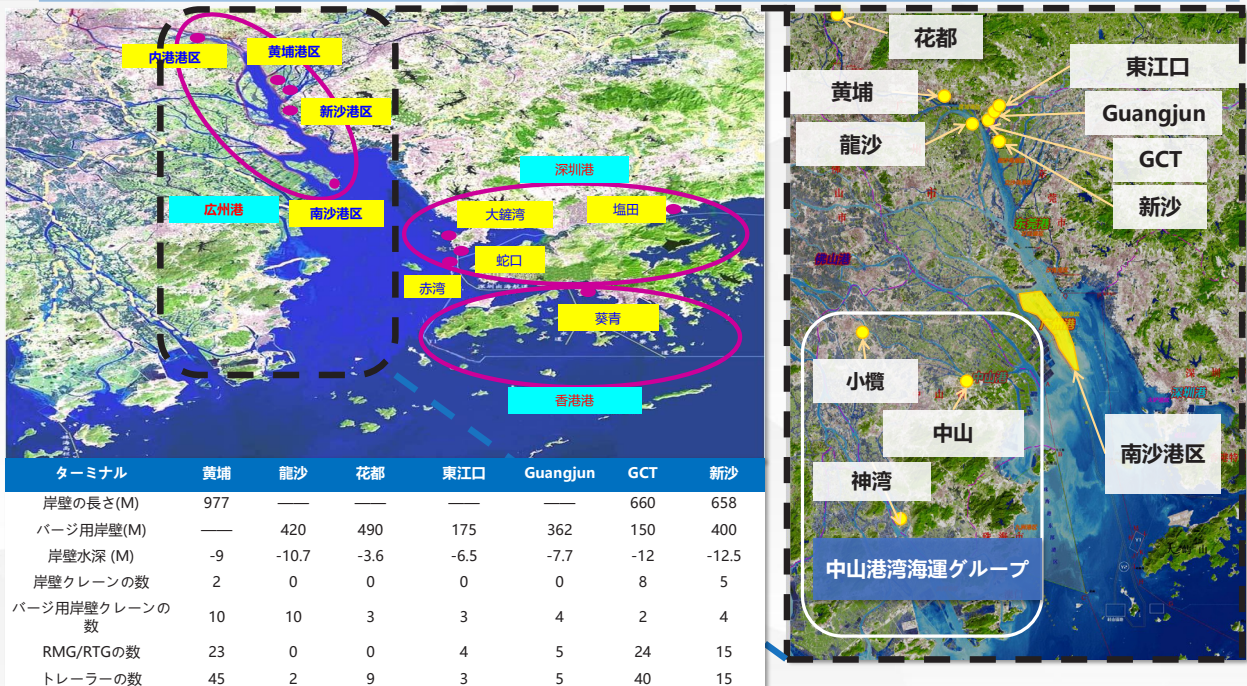 内港港区
黄埔港区
新沙港区
広州港
南沙港区
深圳港
大鏟湾
塩田
蛇口
赤湾
葵青
香港港
花都
黄埔
龍沙
東江口
Guangjun
GCT
新沙
佛山港
小欖
中山
神湾
南沙港区
深圳港
中山港湾海運グループ
ターミナル 黄埔 龍沙 花都 東江口 Guangjun GCT 新沙
岸壁の長さ(M) 977 —— —— —— —— 660 658
バージ用岸壁(M) —— 420 490 175 362 150 400
岸壁水深 (M) -9 -10.7 -3.6 -6.5 -7.7 -12 -12.5
岸壁クレーンの数 2 0 0 0 0 8 5
バージ用岸壁クレーンの
数 10 10 3 3 4 2 4
RMG/RTGの数 23 0 0 4 5 24 15
トレーラーの数 45 2 9 3 5 40 15